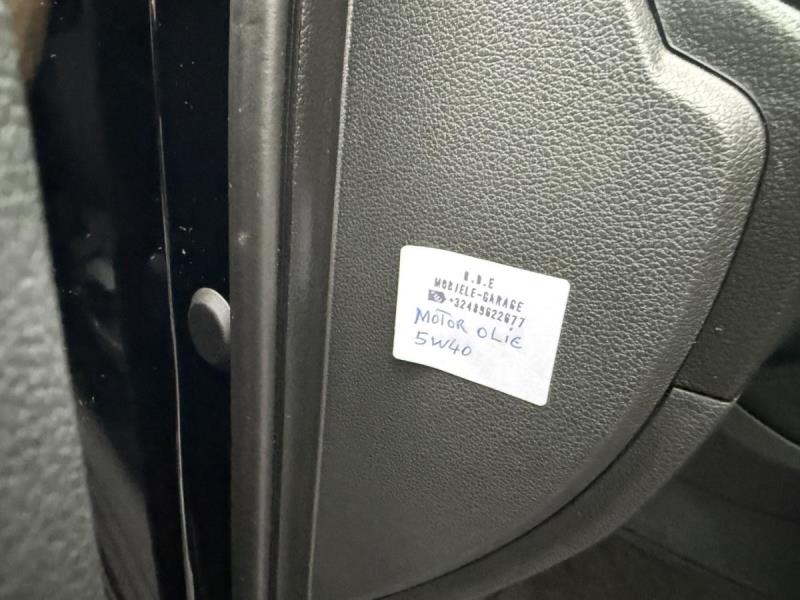 MOBIELE-GARAGE
+32489622677
MOTOR OLIE
5W40